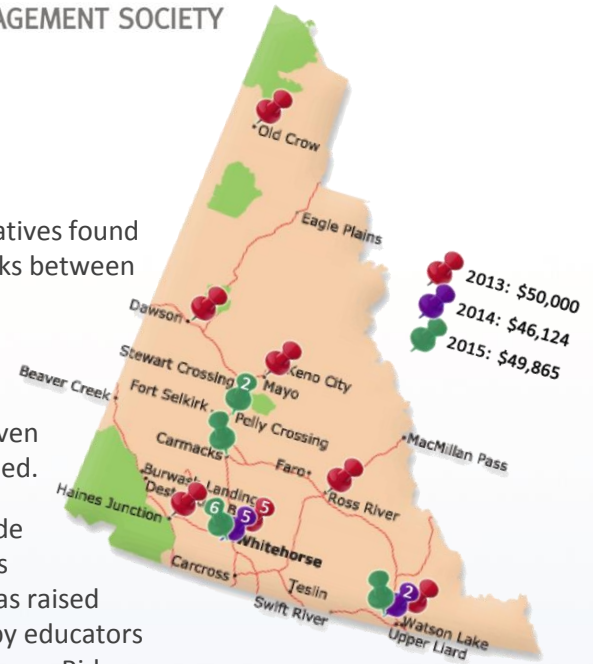 AGEMENT SOCIETY
Old Crow
atives found
ks between
Eagle Plains
2013: $50,000
2014: $46,124
2015: $49,865
Dawson
Stewart Crossing 2
Keno City
Mayo
Beaver Creek
Fort Selkirk
Pelly Crossing
ven
ed.
Carmacks
MacMillan Pass
Faro
Burwash Landing
Dest
B
Ross River
Haines Junction
6
5
5
Whitehorse
de
s
as raised
by educators
Carcross
Teslin
Swift River
2
Watson Lake
Upper Liard